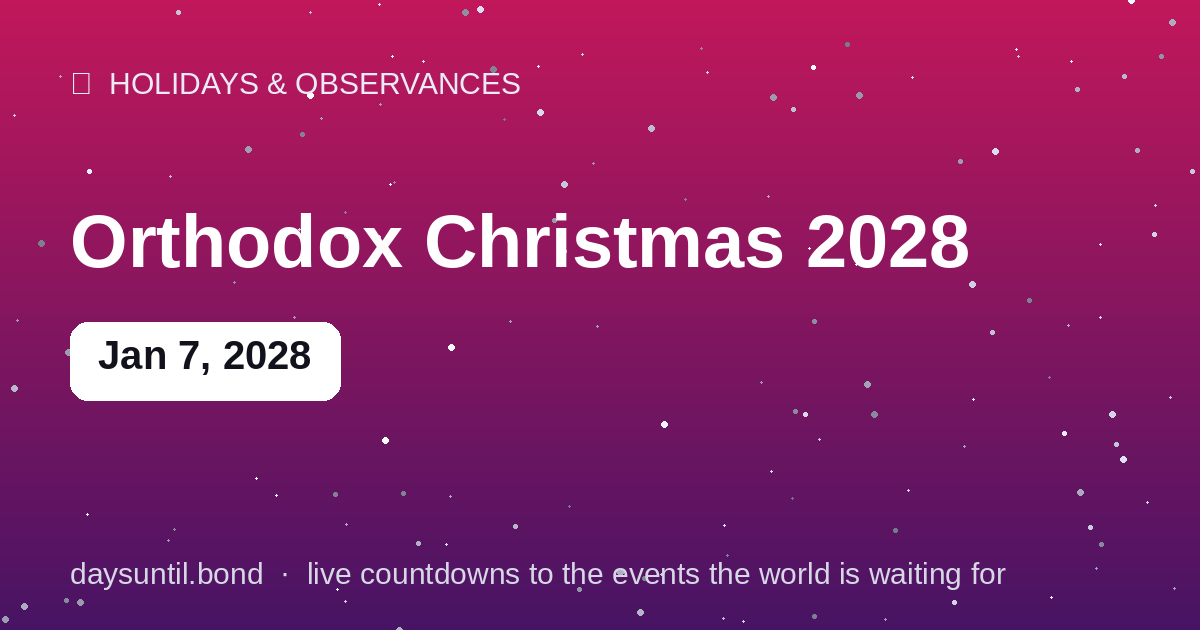 HOLIDAYS & OBSERVANCES
Orthodox Christmas 2028
Jan 7, 2028
daysuntil.bond · live countdowns to the events the world is waiting for